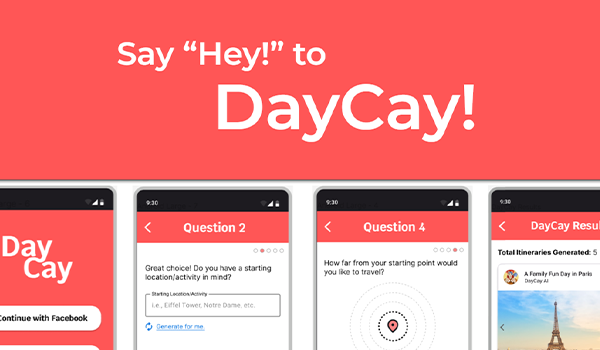 Say “Hey!” to
DayCay!
Day
Cay
Continue with Facebook
9:30
Question 2
Great choice! Do you have a starting
location/activity in mind?
Starting Location/Activity
i.e., Eiffel Tower, Notre Dame, etc.
Generate for me.
9:30
Question 4
How far from your starting point would
you like to travel?
9:30
DayCay Resul
Total Itineraries Generated: 5
A Family Fun Day in Paris
DayCay AI